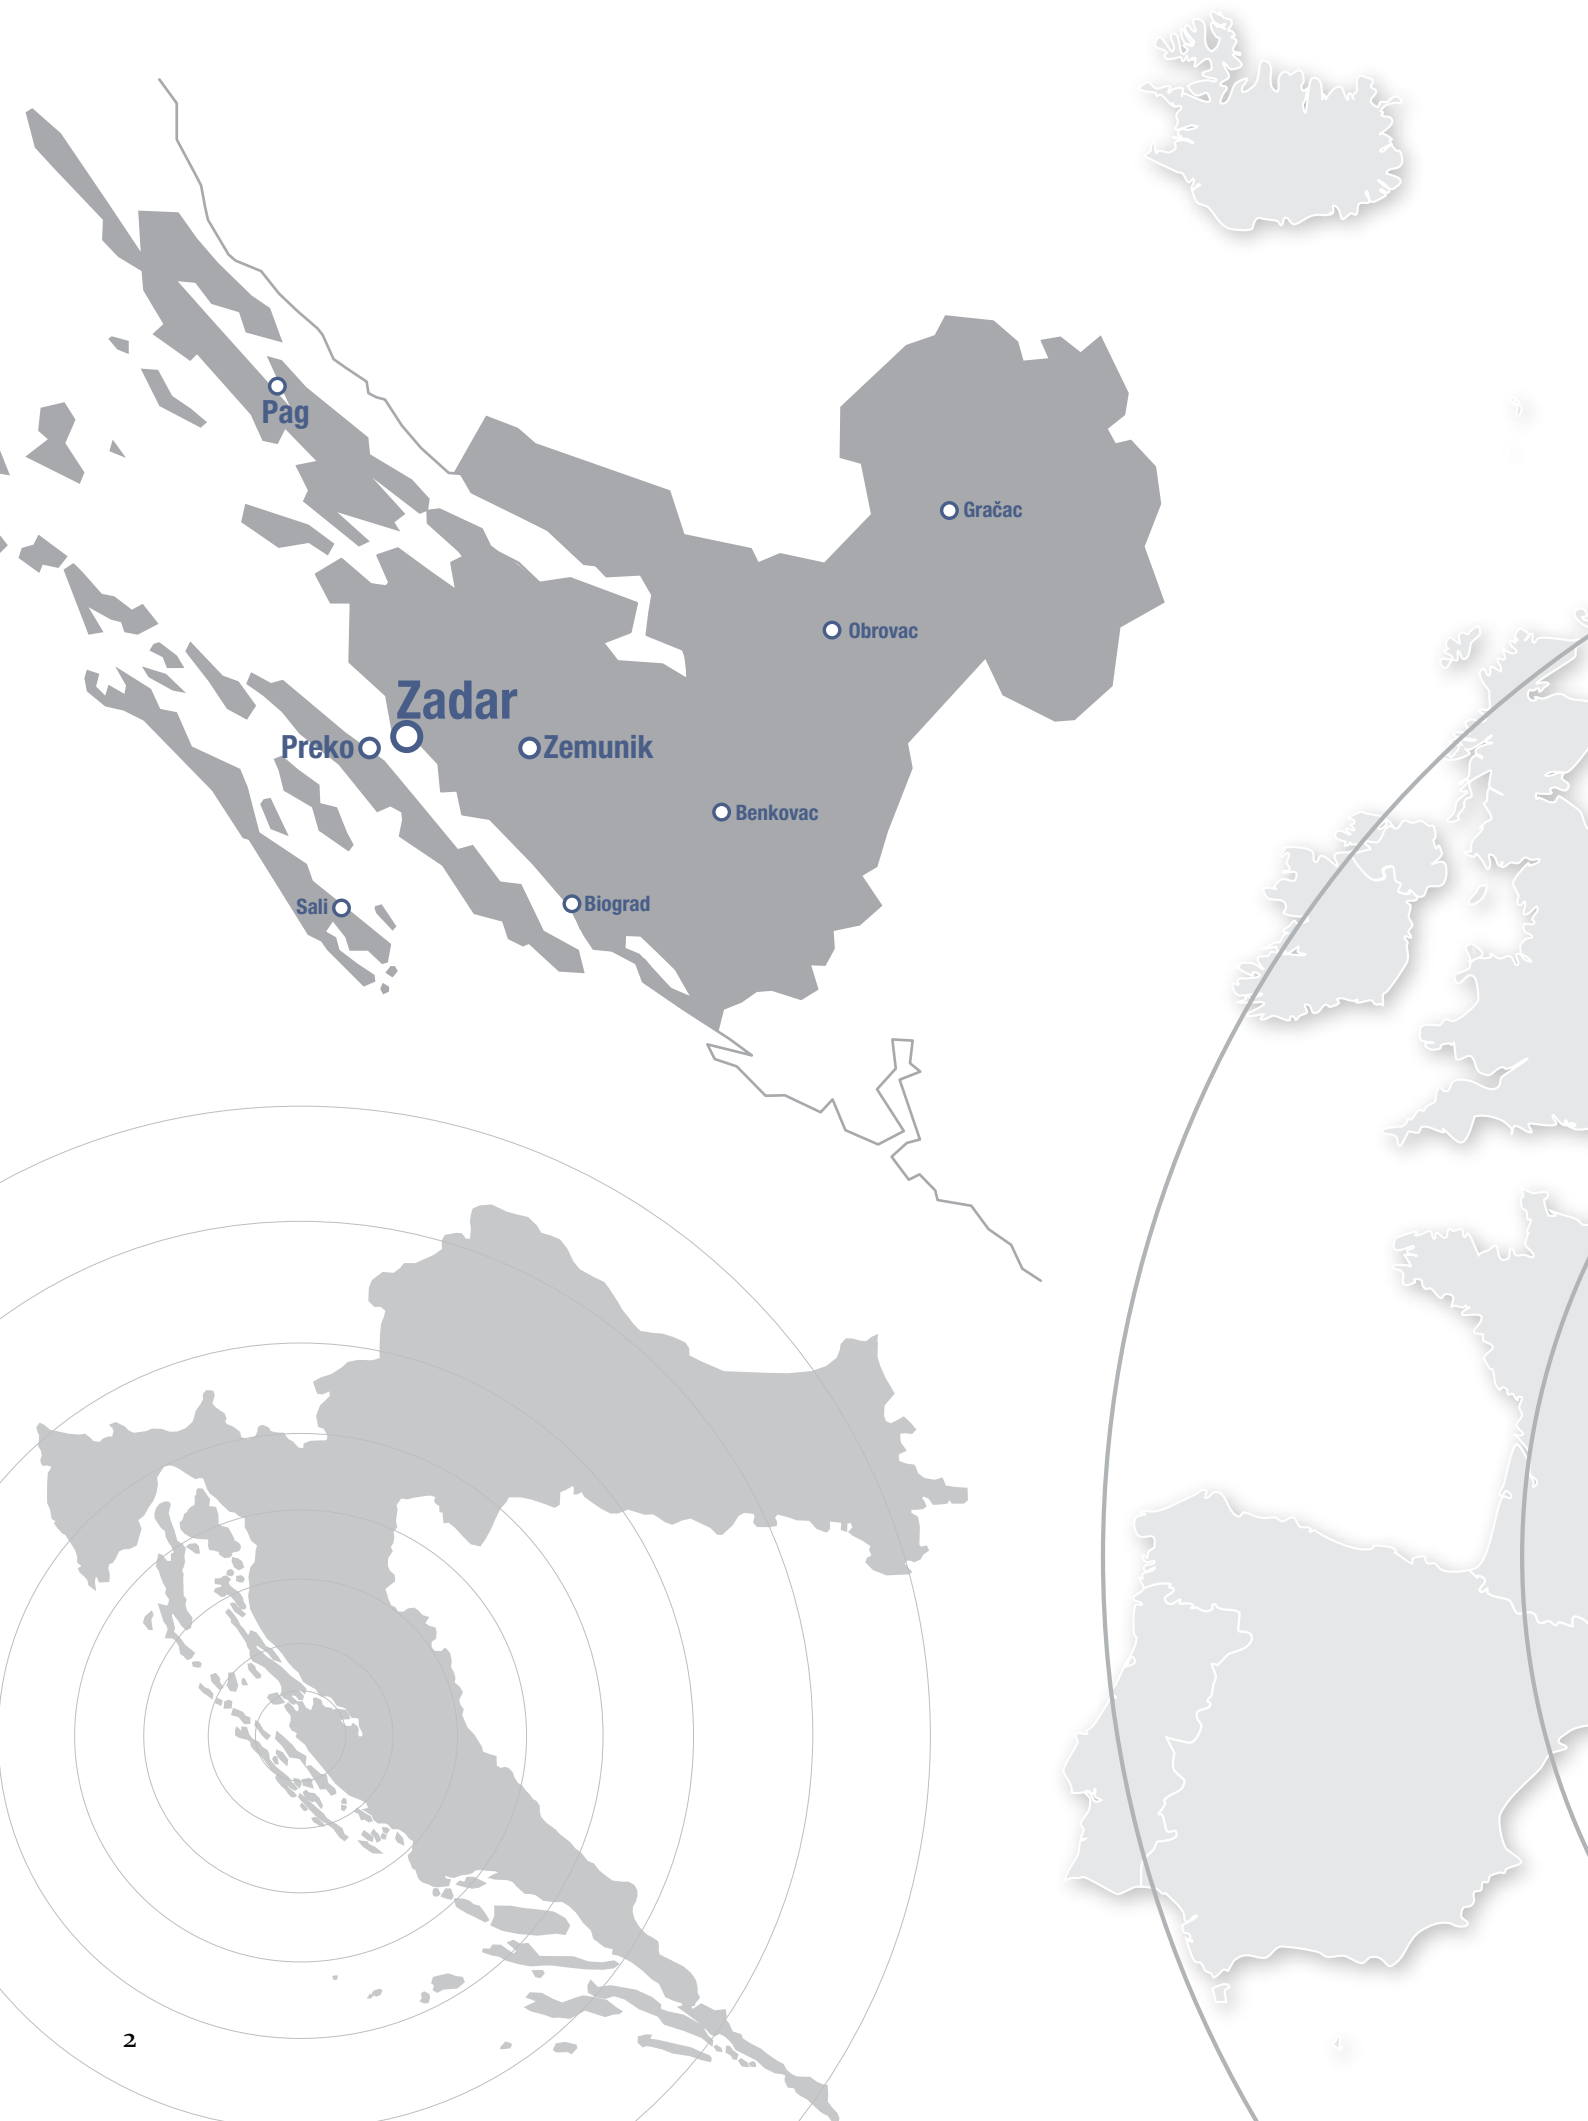 Pag
Gračac
Obrovac
Zadar
Preko
Zemunik
Benkovac
Sali
Biograd
2